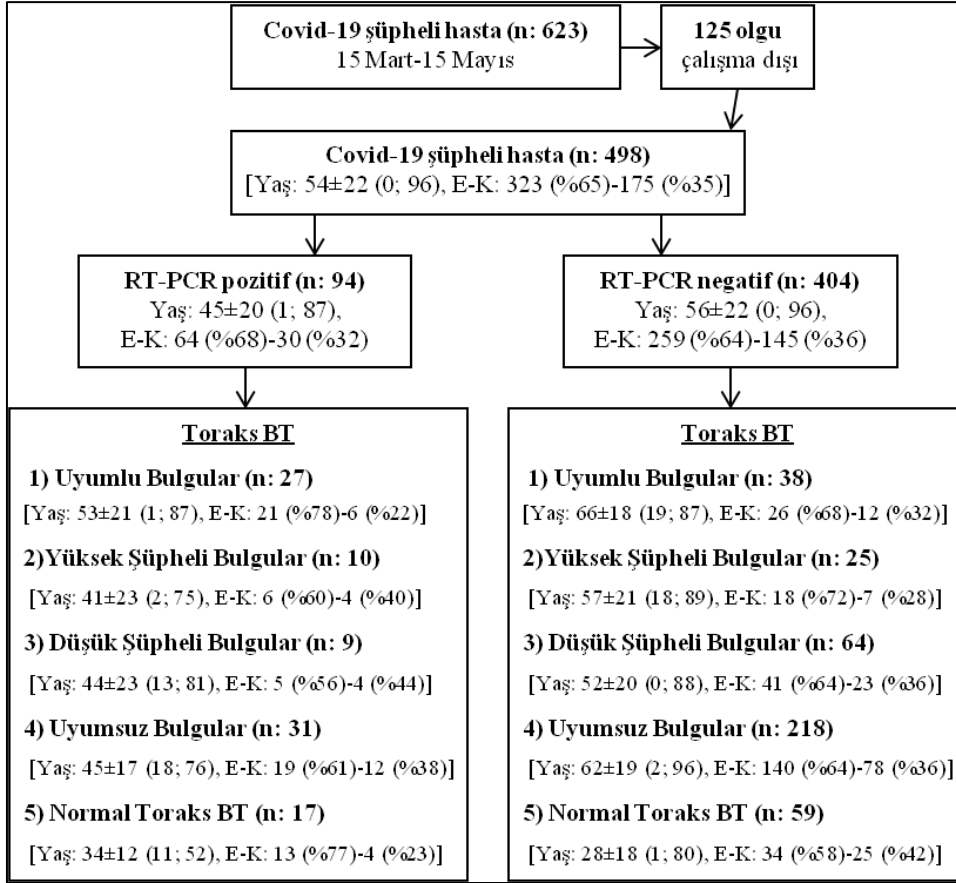 Covid-19 şüpheli hasta (n: 623)
15 Mart-15 Mayıs
125 olgu
çalışma dışı
Covid-19 şüpheli hasta (n: 498)
[Yaş: 54±22 (0; 96), E-K: 323 (%65)-175 (%35)]
RT-PCR pozitif (n: 94)
Yaş: 45±20 (1; 87),
E-K: 64 (%68)-30 (%32)
RT-PCR negatif (n: 404)
Yaş: 56±22 (0; 96),
E-K: 259 (%64)-145 (%36)
Toraks BT
1) Uyumlu Bulgular (n: 27)
[Yaş: 53±21 (1; 87), E-K: 21 (%78)-6 (%22)]
2)Yüksek Şüpheli Bulgular (n: 10)
[Yaş: 41±23 (2; 75), E-K: 6 (%60)-4 (%40)]
3) Düşük Şüpheli Bulgular (n: 9)
[Yaş: 44±23 (13; 81), E-K: 5 (%56)-4 (%44)]
4) Uyumsuz Bulgular (n: 31)
[Yaş: 45±17 (18; 76), E-K: 19 (%61)-12 (%38)]
5) Normal Toraks BT (n: 17)
[Yaş: 34±12 (11; 52), E-K: 13 (%77)-4 (%23)]
Toraks BT
1) Uyumlu Bulgular (n: 38)
[Yaş: 66±18 (19; 87), E-K: 26 (%68)-12 (%32)]
2)Yüksek Şüpheli Bulgular (n: 25)
[Yaş: 57±21 (18; 89), E-K: 18 (%72)-7 (%28)]
3) Düşük Şüpheli Bulgular (n: 64)
[Yaş: 52±20 (0; 88), E-K: 41 (%64)-23 (%36)]
4) Uyumsuz Bulgular (n: 218)
[Yaş: 62±19 (2; 96), E-K: 140 (%64)-78 (%36)]
5) Normal Toraks BT (n: 59)
[Yaş: 28±18 (1; 80), E-K: 34 (%58)-25 (%42)]